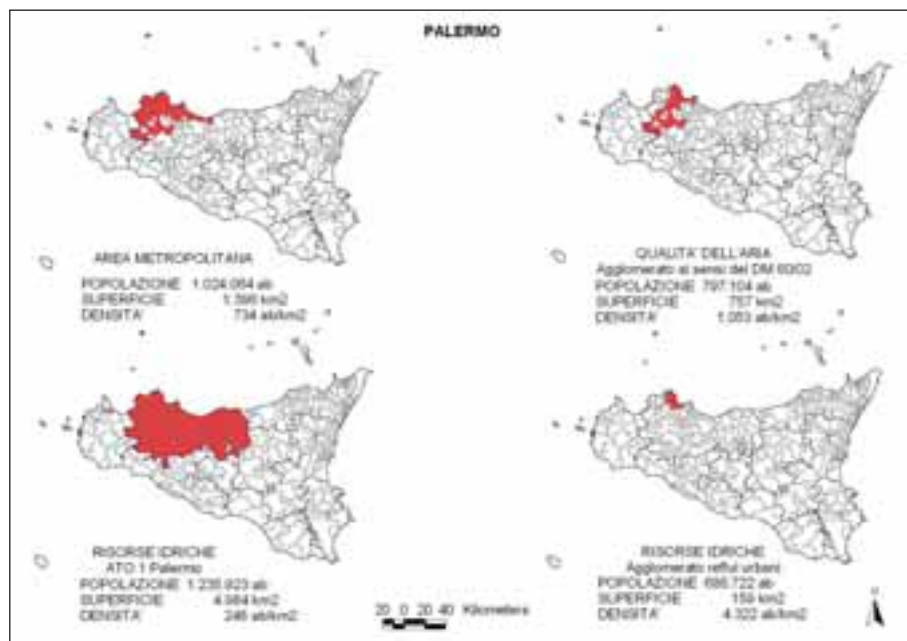 PALERMO
AREA METROPOLITANA
POPOLAZIONE 1.024.064 ab
SUPERFICIE 1.396 km2
DENSITA' 734 ab/km2
QUALITA' DELL'ARIA
Agglomerato ai sensi del DM 60/02
POPOLAZIONE 797.104 ab
SUPERFICIE 757 km2
DENSITA' 1.053 ab/km2
RISORSE IDRICHE
ATO 1 Palermo
POPOLAZIONE 1.235.923 ab
SUPERFICIE 4.984 km2
DENSITA' 248 ab/km2
RISORSE IDRICHE
Agglomerato reflui urbani
POPOLAZIONE 686.722 ab
SUPERFICIE 159 km2
DENSITA' 4.322 ab/km2
20 0 20 40 Kilometers
N